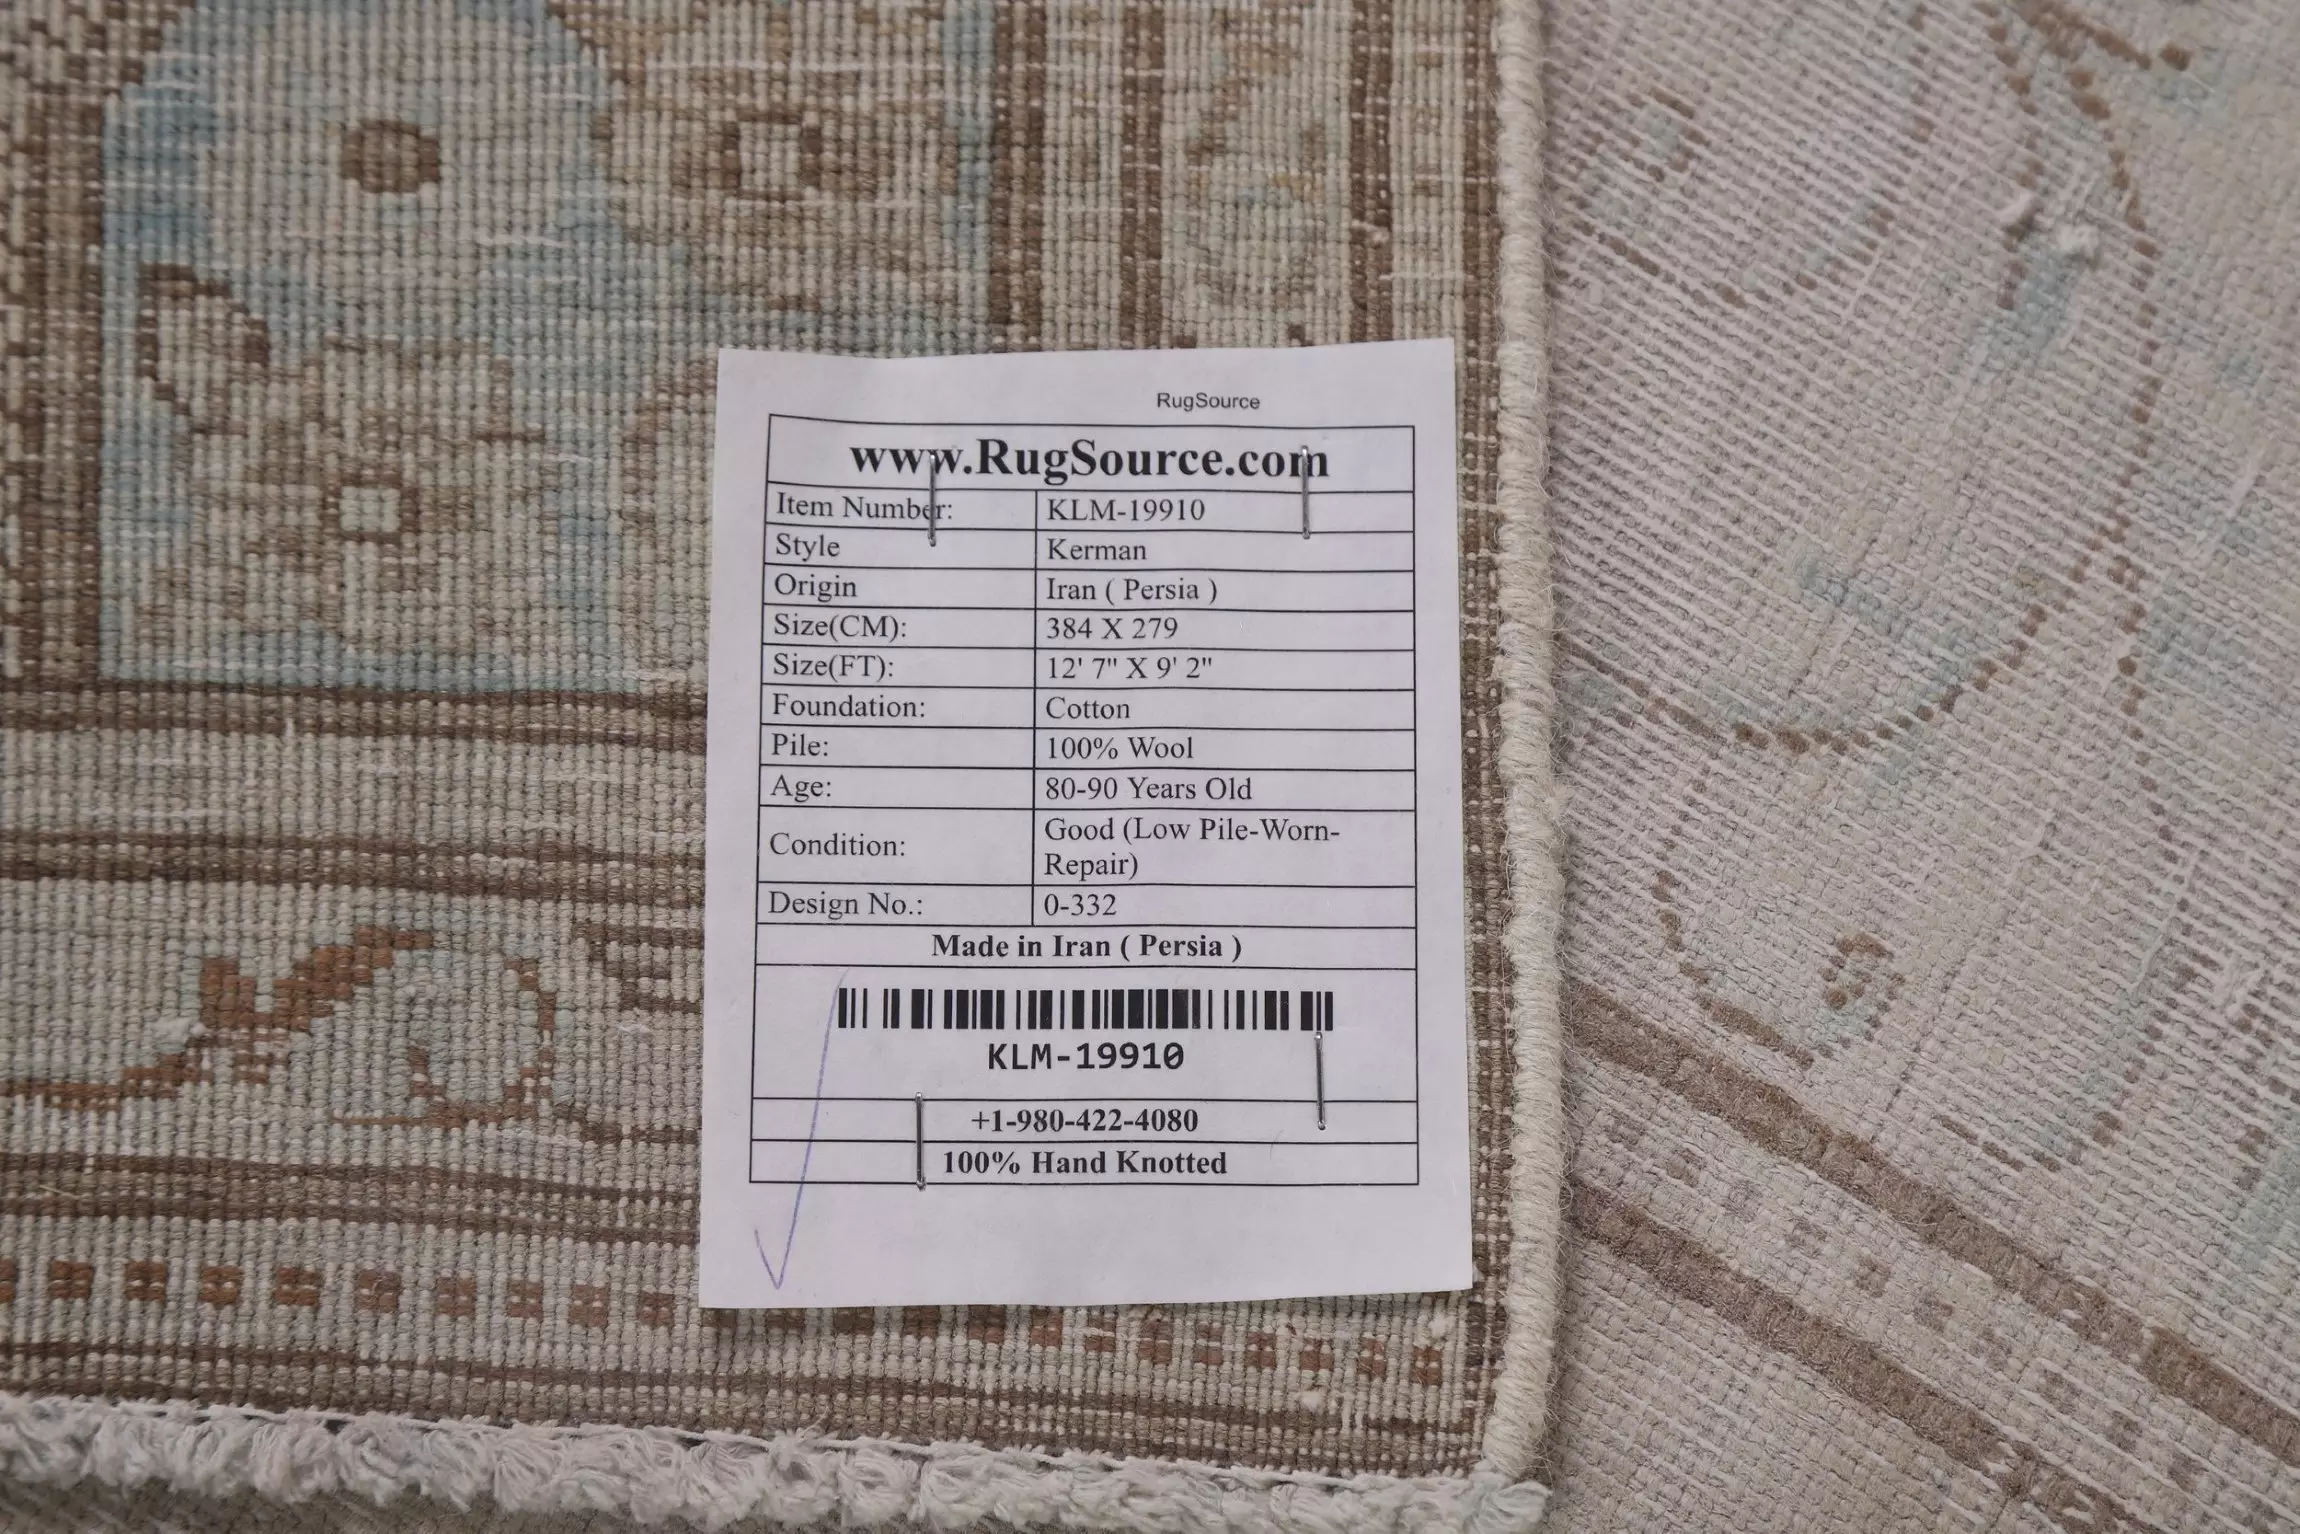 RugSource
www.RugSource.com
Item Number: KLM-19910
Style Kerman
Origin Iran ( Persia )
Size(CM): 384 X 279
Size(FT): 12' 7" X 9' 2"
Foundation: Cotton
Pile: 100% Wool
Age: 80-90 Years Old
Condition: Good (Low Pile-Worn-
Repair)
Design No.: 0-332
Made in Iran ( Persia )
KLM-19910
+1-980-422-4080
100% Hand Knotted